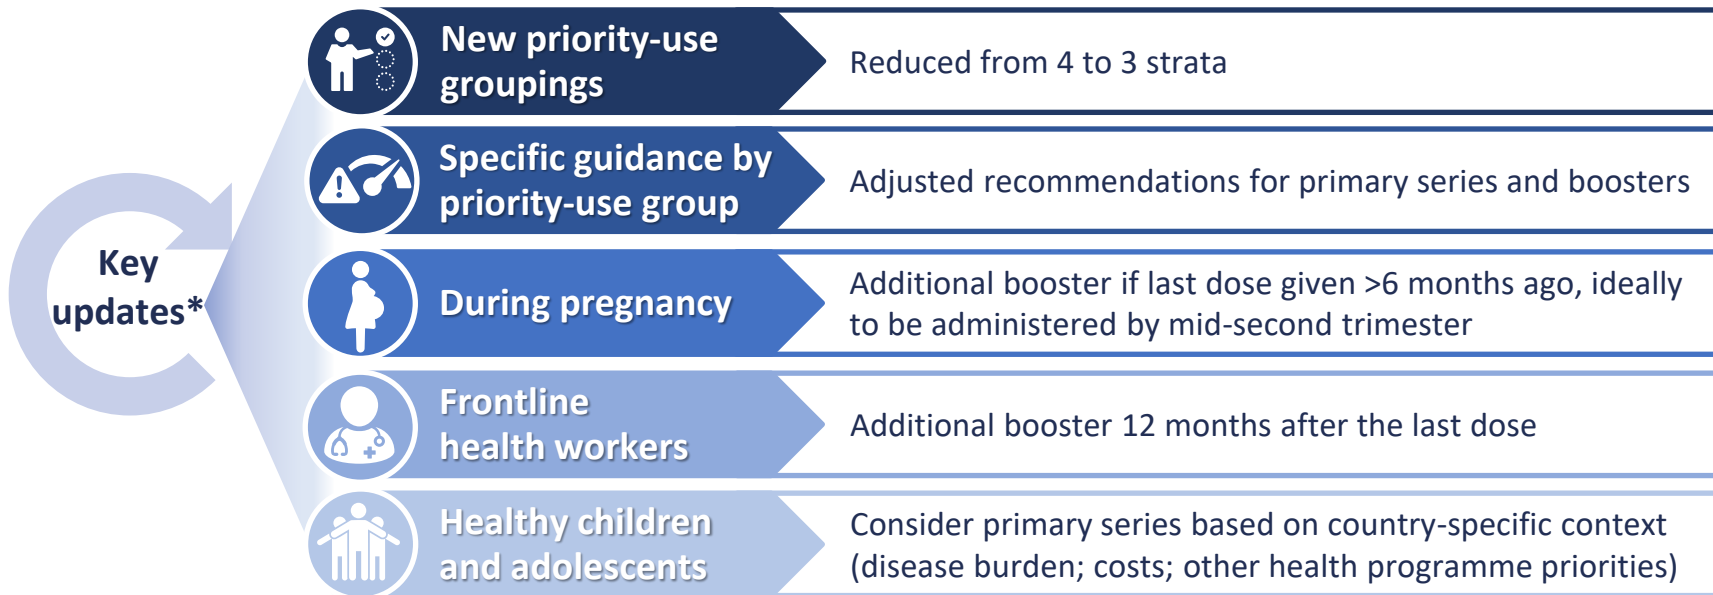 Key
updates*
New priority-use
groupings
Reduced from 4 to 3 strata
Specific guidance by
priority-use group
Adjusted recommendations for primary series and boosters
During pregnancy
Additional booster if last dose given >6 months ago, ideally
to be administered by mid-second trimester
Frontline
health workers
Additional booster 12 months after the last dose
Healthy children
and adolescents
Consider primary series based on country-specific context
(disease burden; costs; other health programme priorities)